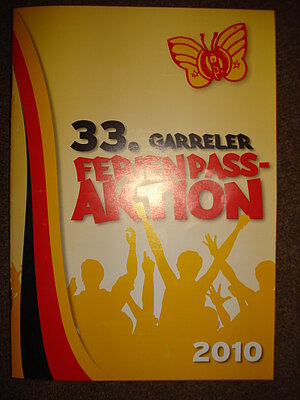 33. GARRELER
FERIENPASS-
AKTION
2010